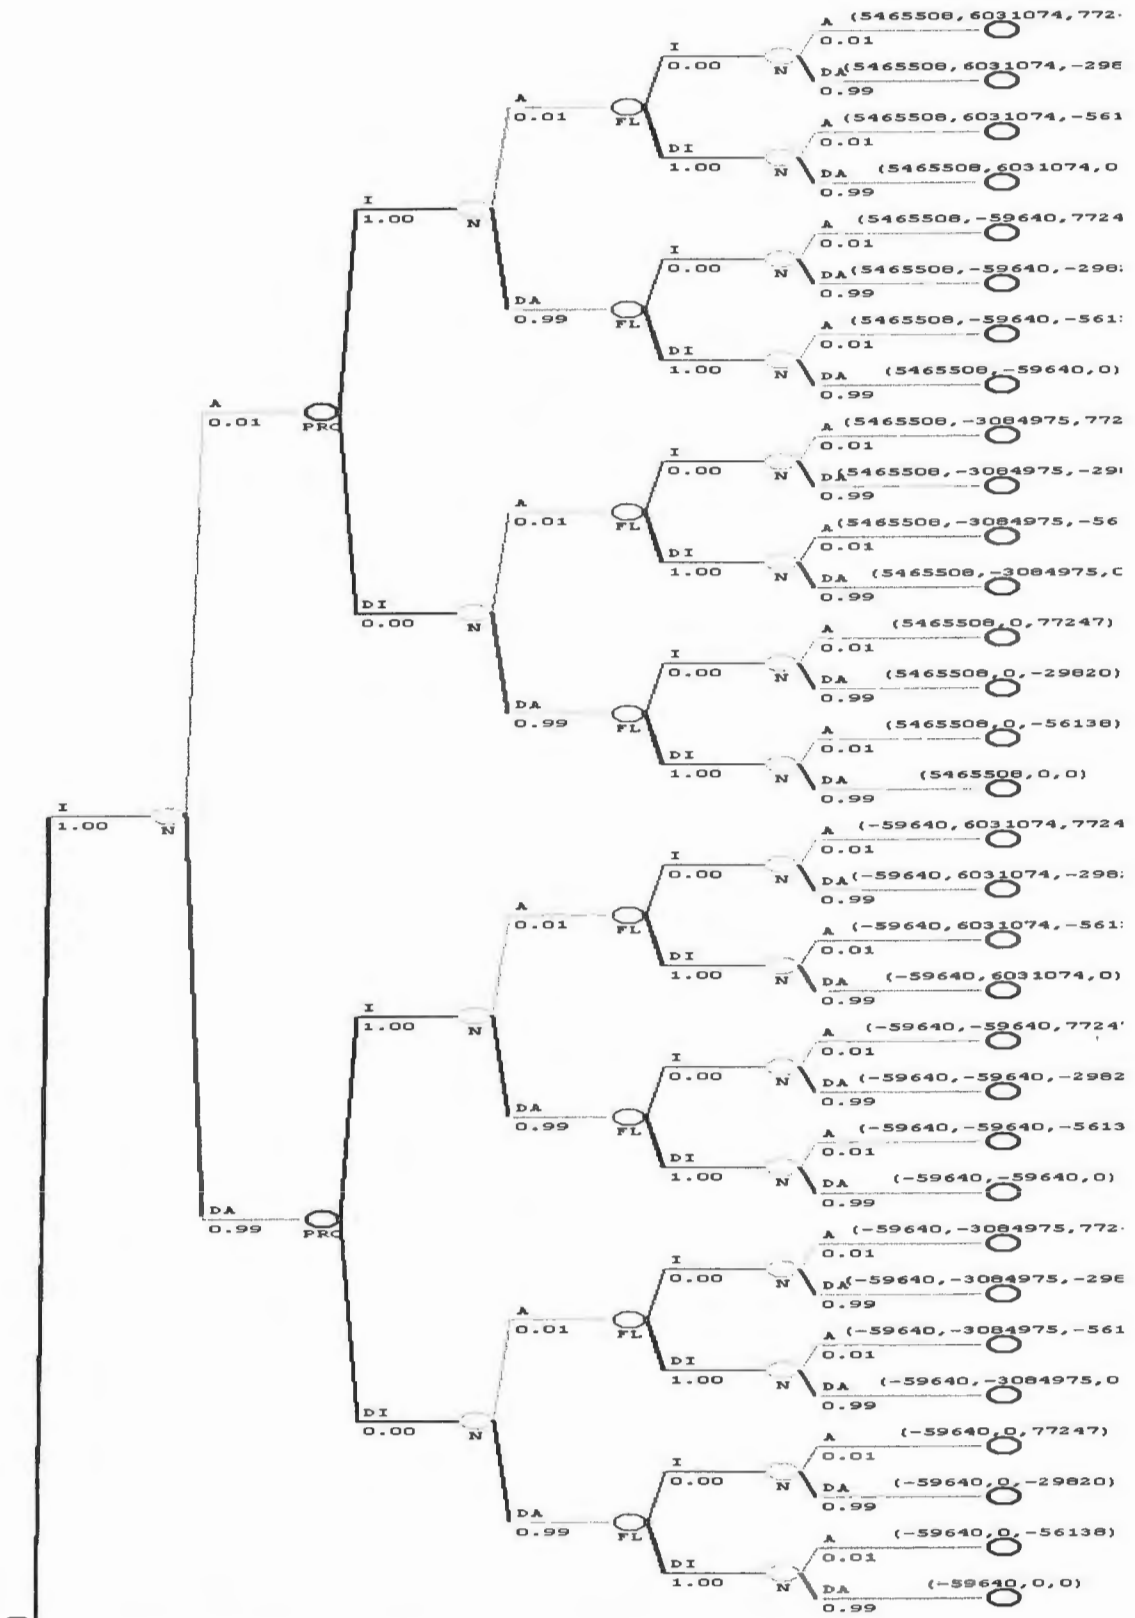 A (5465508,6031074,772
0.01
I
0.00
N
DA (5465508,6031074,-298
0.99
A
0.01
FL
A (5465508,6031074,-561
0.01
DI
1.00
N
DA (5465508,6031074,0
0.99
I
1.00
N
A (5465508,-59640,7724
0.01
I
0.00
N
DA (5465508,-59640,-298
0.99
DA
0.99
FL
A (5465508,-59640,-561
0.01
DI
1.00
N
DA (5465508,-59640,0)
0.99
A
0.01
PRO
A (5465508,-3084975,772
0.01
I
0.00
N
DA (5465508,-3084975,-29
0.99
A
0.01
FL
A (5465508,-3084975,-56
0.01
DI
1.00
N
DA (5465508,-3084975,0
0.99
DI
0.00
N
A (5465508,0,77247)
0.01
I
0.00
N
DA (5465508,0,-29820)
0.99
DA
0.99
FL
A (5465508,0,-56138)
0.01
DI
1.00
N
DA (5465508,0,0)
0.99
I
1.00
N
A (-59640,6031074,7724
0.01
I
0.00
N
DA (-59640,6031074,-298
0.99
A
0.01
FL
A (-59640,6031074,-561
0.01
DI
1.00
N
DA (-59640,6031074,0)
0.99
I
1.00
N
A (-59640,-59640,7724
0.01
I
0.00
N
DA (-59640,-59640,-2982
0.99
DA
0.99
FL
A (-59640,-59640,-5613
0.01
DI
1.00
N
DA (-59640,-59640,0)
0.99
DA
0.99
PRO
A (-59640,-3084975,772
0.01
I
0.00
N
DA (-59640,-3084975,-298
0.99
A
0.01
FL
A (-59640,-3084975,-561
0.01
DI
1.00
N
DA (-59640,-3084975,0
0.99
DI
0.00
N
A (-59640,0,77247)
0.01
I
0.00
N
DA (-59640,0,-29820)
0.99
DA
0.99
FL
A (-59640,0,-56138)
0.01
DI
1.00
N
DA (-59640,0,0)
0.99